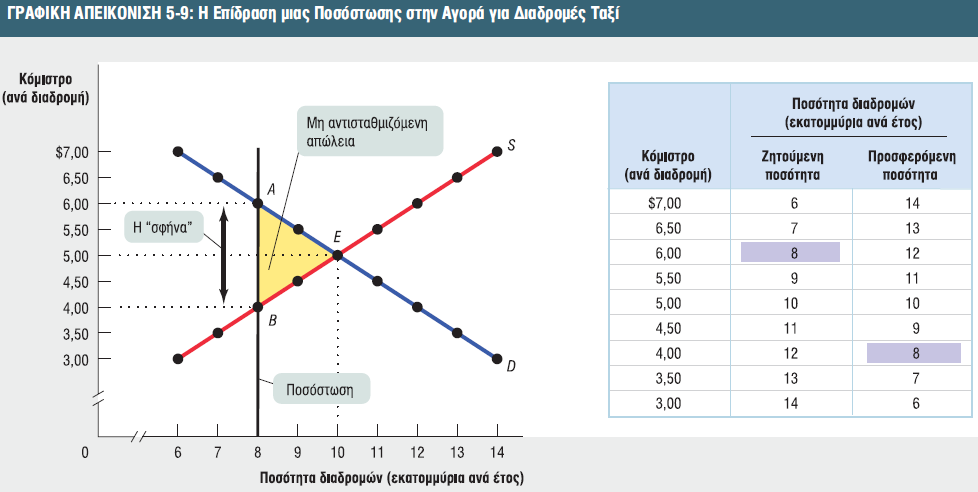 ΓΡΑΦΙΚΗ ΑΠΕΙΚΟΝΙΣΗ 5-9: Η Επίδραση μιας Ποσόστωσης στην Αγορά για Διαδρομές Ταξί
Κόμιστρο
(ανά διαδρομή)
$7,00
6,50
6,00
5,50
5,00
4,50
4,00
3,50
3,00
0
6 7 8 9 10 11 12 13 14
Ποσότητα διαδρομών (εκατομμύρια ανά έτος)
Μη αντισταθμιζόμενη
απώλεια
Η “σφήνα”
Ποσόστωση
A
E
B
S
D
Ποσότητα διαδρομών
(εκατομμύρια ανά έτος)
Κόμιστρο Ζητούμενη Προσφερόμενη
(ανά διαδρομή) ποσότητα ποσότητα
$7,00 6 14
6,50 7 13
6,00 8 12
5,50 9 11
5,00 10 10
4,50 11 9
4,00 12 8
3,50 13 7
3,00 14 6